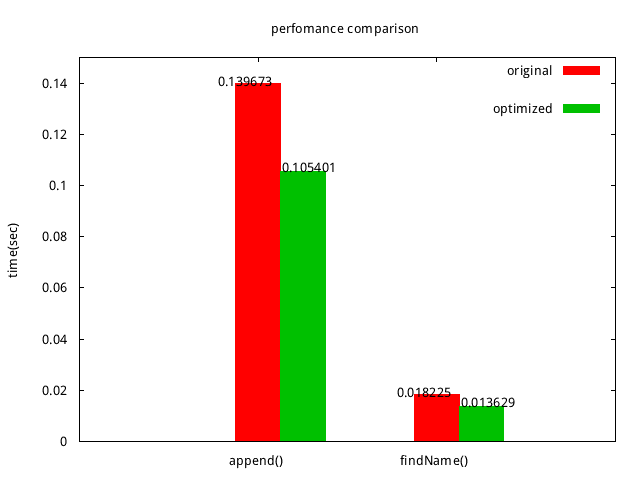 perfomance comparison
original
optimized
time(sec)
0.14
0.12
0.1
0.08
0.06
0.04
0.02
0
0.139673
0.105401
0.018225
0.013629
append()
findName()